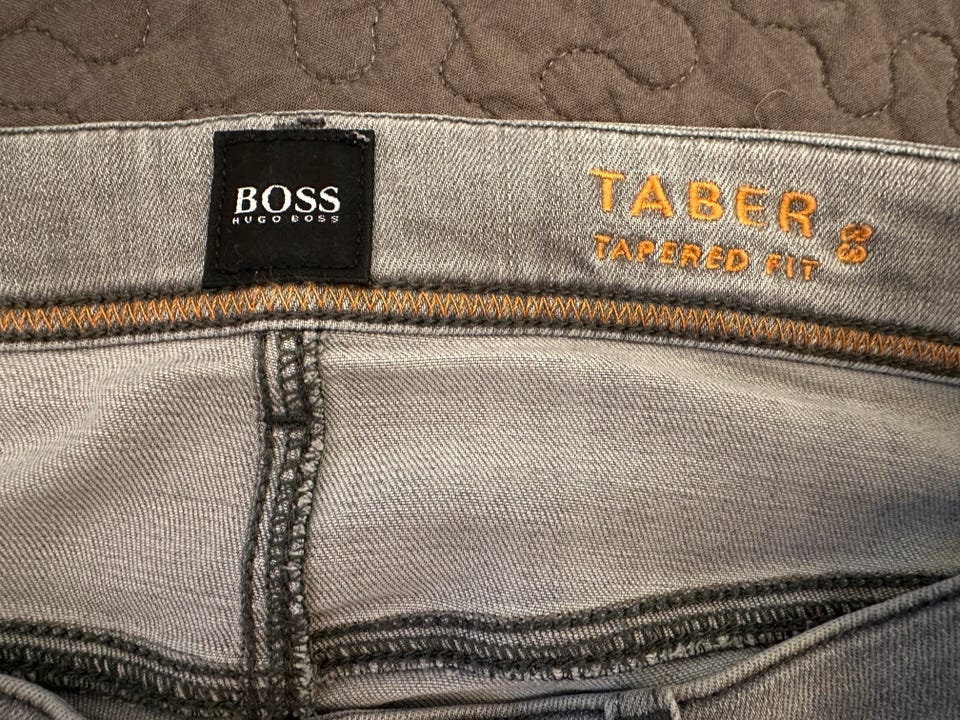 BOSS
HUGO BOSS
TABER
TAPERED FIT